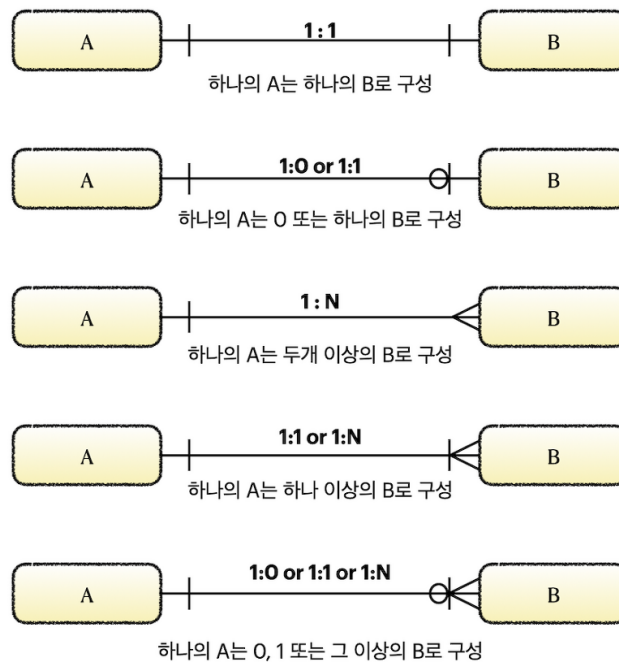 1 : 1
A B
하나의 A는 하나의 B로 구성
1:0 or 1:1
A B
하나의 A는 0 또는 하나의 B로 구성
1 : N
A B
하나의 A는 두개 이상의 B로 구성
1:1 or 1:N
A B
하나의 A는 하나 이상의 B로 구성
1:0 or 1:1 or 1:N
A B
하나의 A는 0, 1 또는 그 이상의 B로 구성